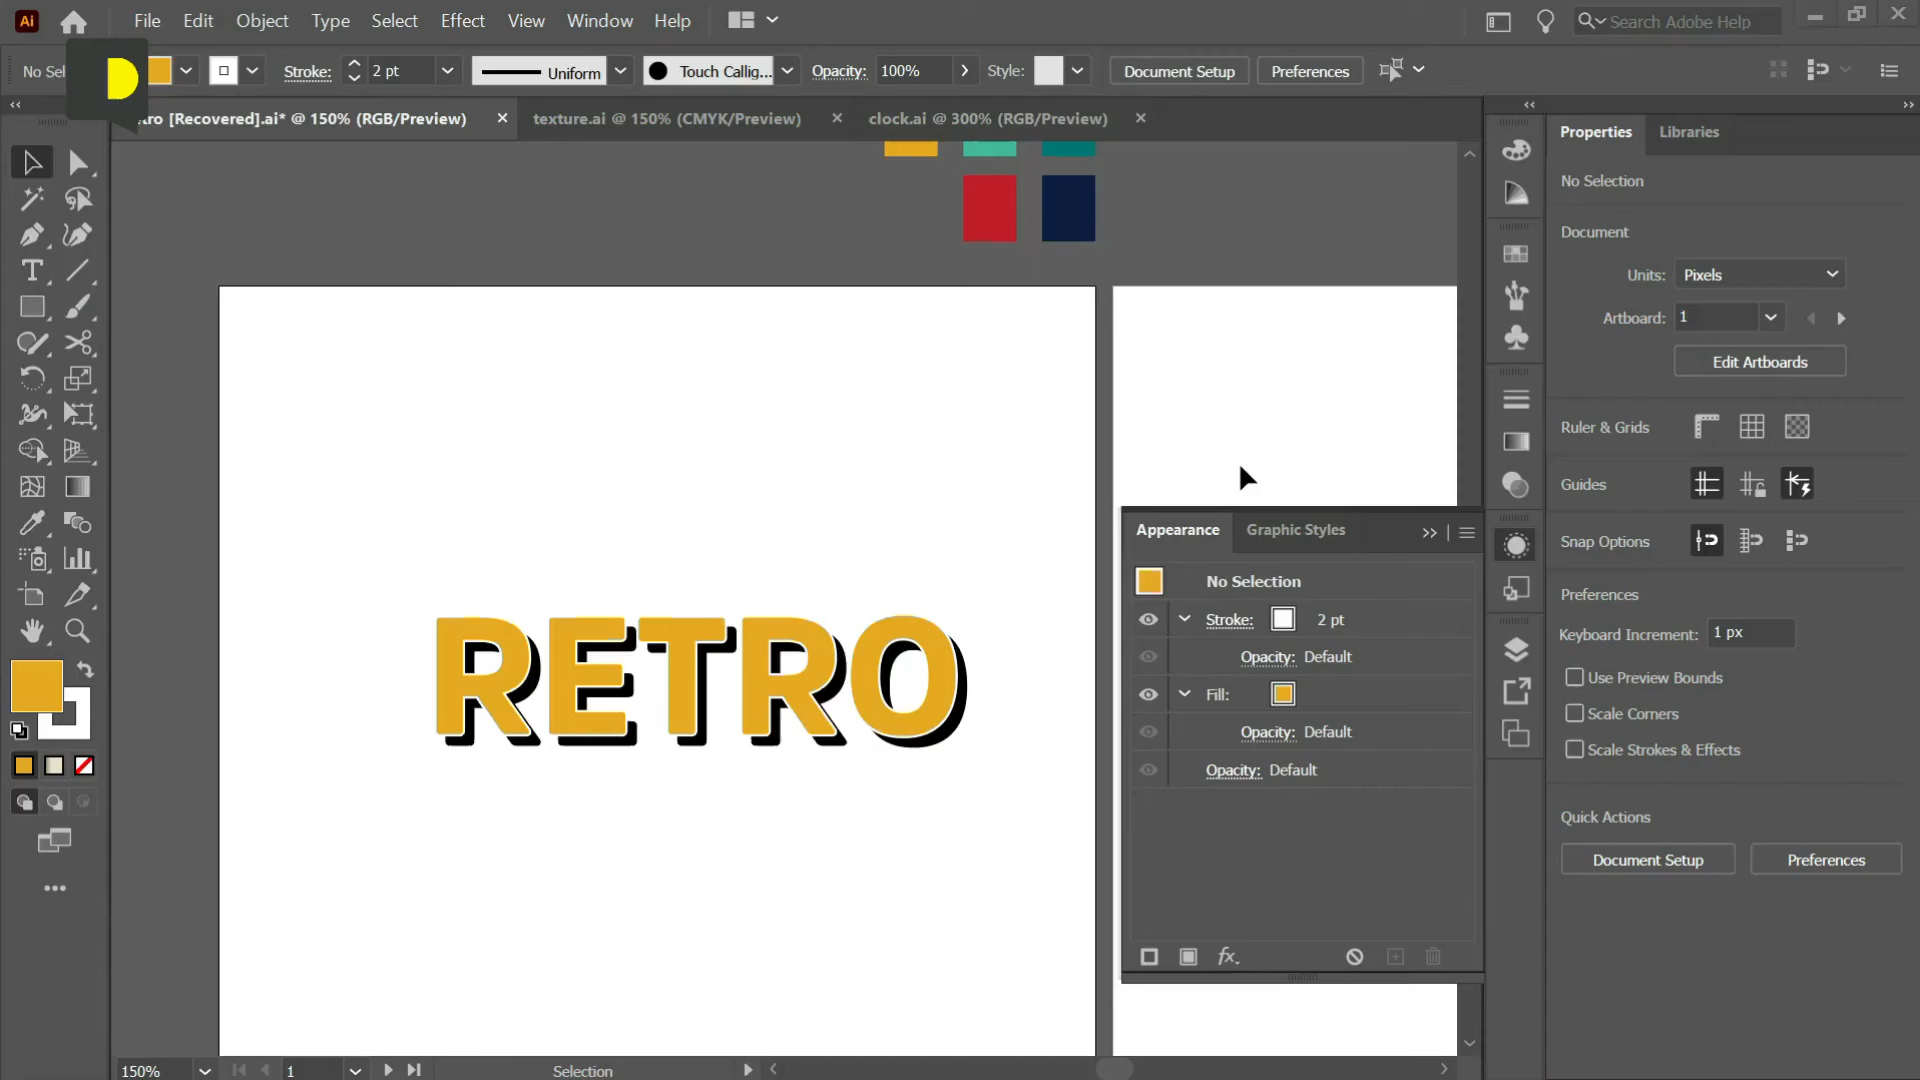 Ai File Edit Object Type Select Effect View Window Help Search Adobe Help
No Sel Stroke: 2 pt Uniform Touch Callig... Opacity: 100% Style: Document Setup Preferences
tro [Recovered].ai* @ 150% (RGB/Preview) texture.ai @ 150% (CMYK/Preview) clock.ai @ 300% (RGB/Preview)
Properties Libraries
No Selection
Document
Units: Pixels
Artboard: 1
Edit Artboards
Ruler & Grids
Guides
Snap Options
Preferences
Keyboard Increment: 1 px
Use Preview Bounds
Scale Corners
Scale Strokes & Effects
Quick Actions
Document Setup Preferences
RETRO
Appearance Graphic Styles
No Selection
Stroke: 2 pt
Opacity: Default
Fill:
Opacity: Default
Opacity: Default
fx
150% 1 Selection